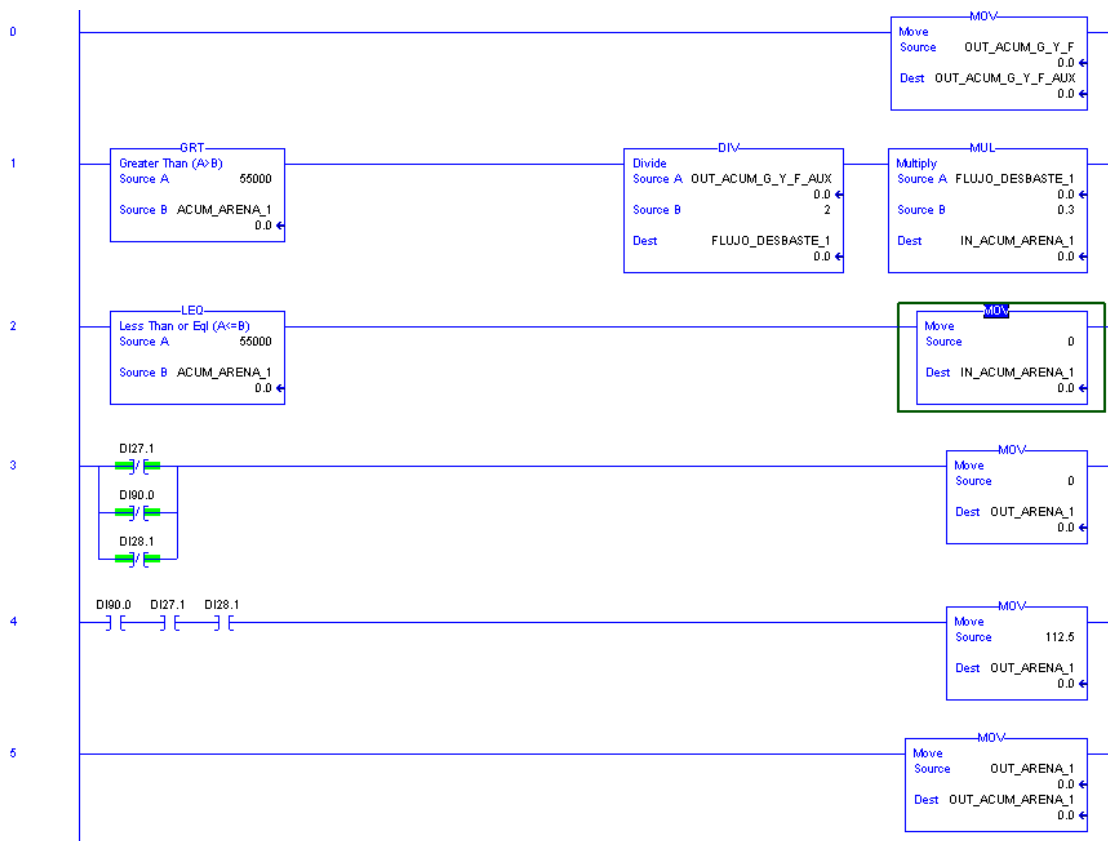 0
MOV
Move
Source OUT_ACUM_G_Y_F
0.0
Dest OUT_ACUM_G_Y_F_AUX
0.0
1
GRT
Greater Than (A>B)
Source A 55000
Source B ACUM_ARENA_1
0.0
DIV
Divide
Source A OUT_ACUM_G_Y_F_AUX
0.0
Source B 2
Dest FLUJO_DESBASTE_1
0.0
MUL
Multiply
Source A FLUJO_DESBASTE_1
0.0
Source B 0.3
Dest IN_ACUM_ARENA_1
0.0
2
LEQ
Less Than or Eql (A<=B)
Source A 55000
Source B ACUM_ARENA_1
0.0
MOV
Move
Source 0
Dest IN_ACUM_ARENA_1
0.0
3
DI27.1
DI90.0
DI28.1
MOV
Move
Source 0
Dest OUT_ARENA_1
0.0
4
DI90.0 DI27.1 DI28.1
MOV
Move
Source 112.5
Dest OUT_ARENA_1
0.0
5
MOV
Move
Source OUT_ARENA_1
0.0
Dest OUT_ACUM_ARENA_1
0.0